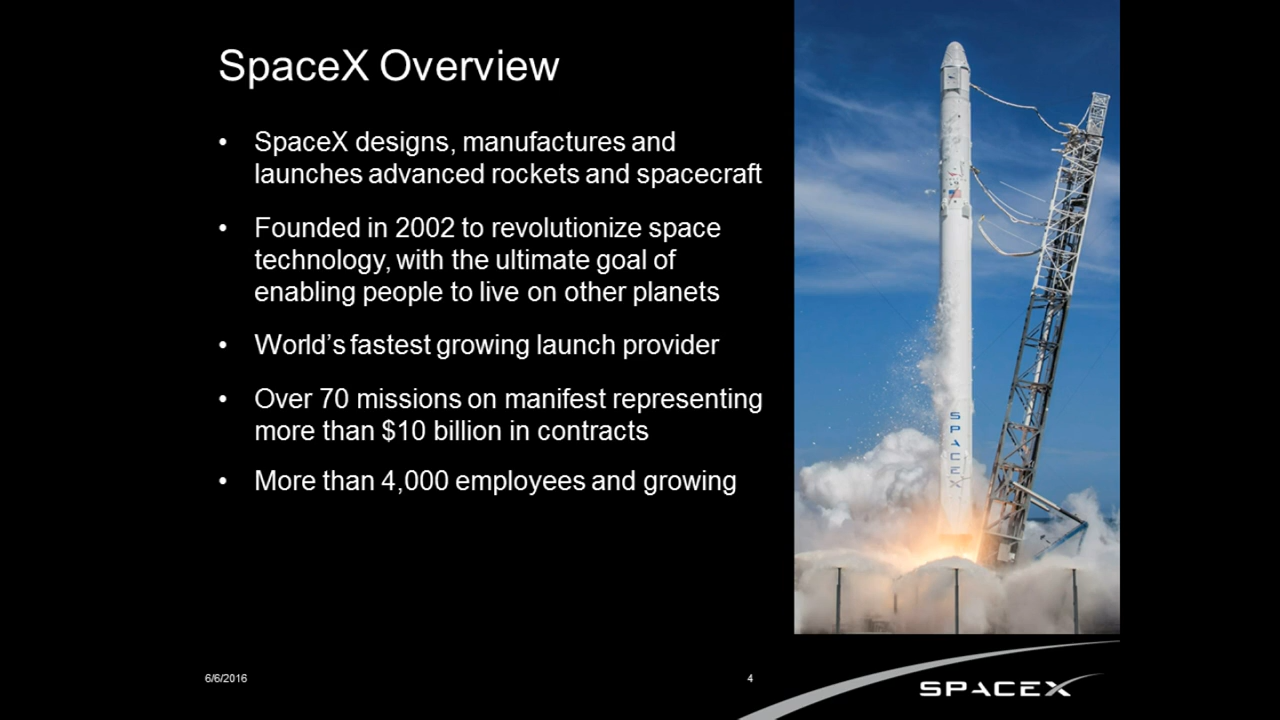 SpaceX Overview
• SpaceX designs, manufactures and
launches advanced rockets and spacecraft
• Founded in 2002 to revolutionize space
technology, with the ultimate goal of
enabling people to live on other planets
• World’s fastest growing launch provider
• Over 70 missions on manifest representing
more than $10 billion in contracts
• More than 4,000 employees and growing
SPACEX
6/6/2016
4
SPACEX